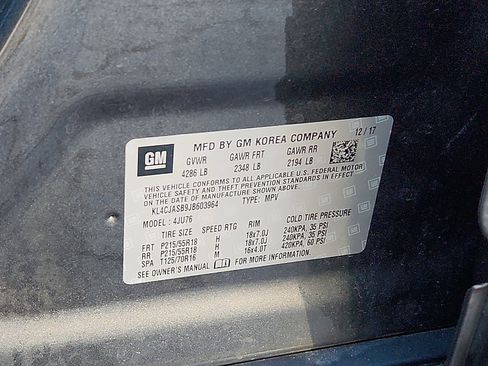 MFD BY GM KOREA COMPANY 12/17
GM GVWR GAWR FRT GAWR RR
4286 LB 2348 LB 2194 LB
THIS VEHICLE CONFORMS TO ALL APPLICABLE U.S. FEDERAL MOTOR
VEHICLE SAFETY AND THEFT PREVENTION STANDARDS IN EFFECT ON
THE DATE OF MANUFACTURE SHOWN ABOVE.
KL4CJASB9JB603964 TYPE: MPV
MODEL: 4JU76
TIRE SIZE SPEED RTG RIM COLD TIRE PRESSURE
FRT P215/55R18 H 18x7.0J 240KPA, 35 PSI
RR P215/55R18 H 18x7.0J 240KPA, 35 PSI
SPA T125/70R16 M 16x4.0T 420KPA, 60 PSI
SEE OWNER'S MANUAL FOR MORE INFORMATION.